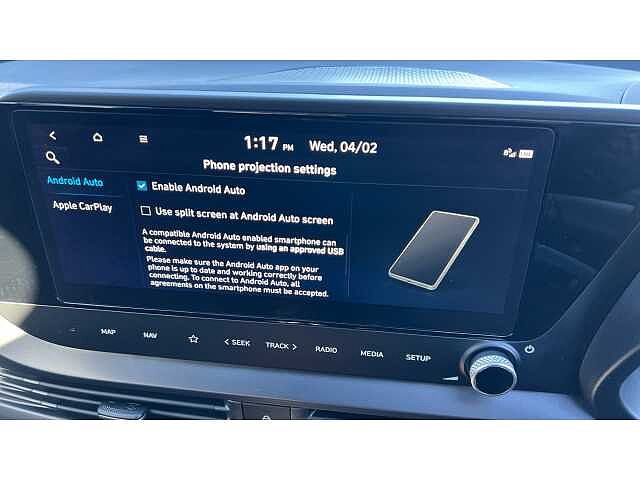 1:17 PM Wed, 04/02
Phone projection settings
Android Auto
Enable Android Auto
Apple CarPlay
Use split screen at Android Auto screen
A compatible Android Auto enabled smartphone can
be connected to the system by using an approved USB
cable.
Please make sure the Android Auto app on your
phone is up to date and working correctly before
connecting. To connect to Android Auto, all
agreements on the smartphone must be accepted.
MAP NAV < SEEK TRACK > RADIO MEDIA SETUP